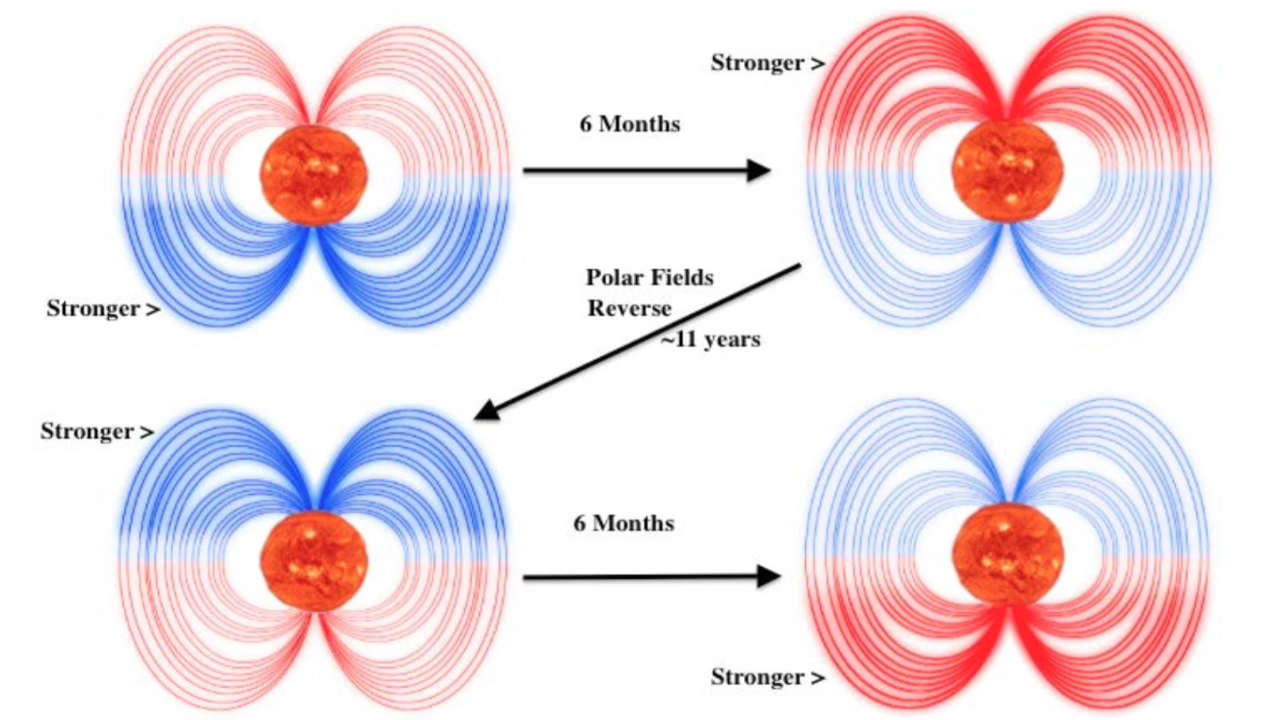 Stronger >
6 Months
Stronger >
Polar Fields
Reverse
~11 years
Stronger >
6 Months
Stronger >